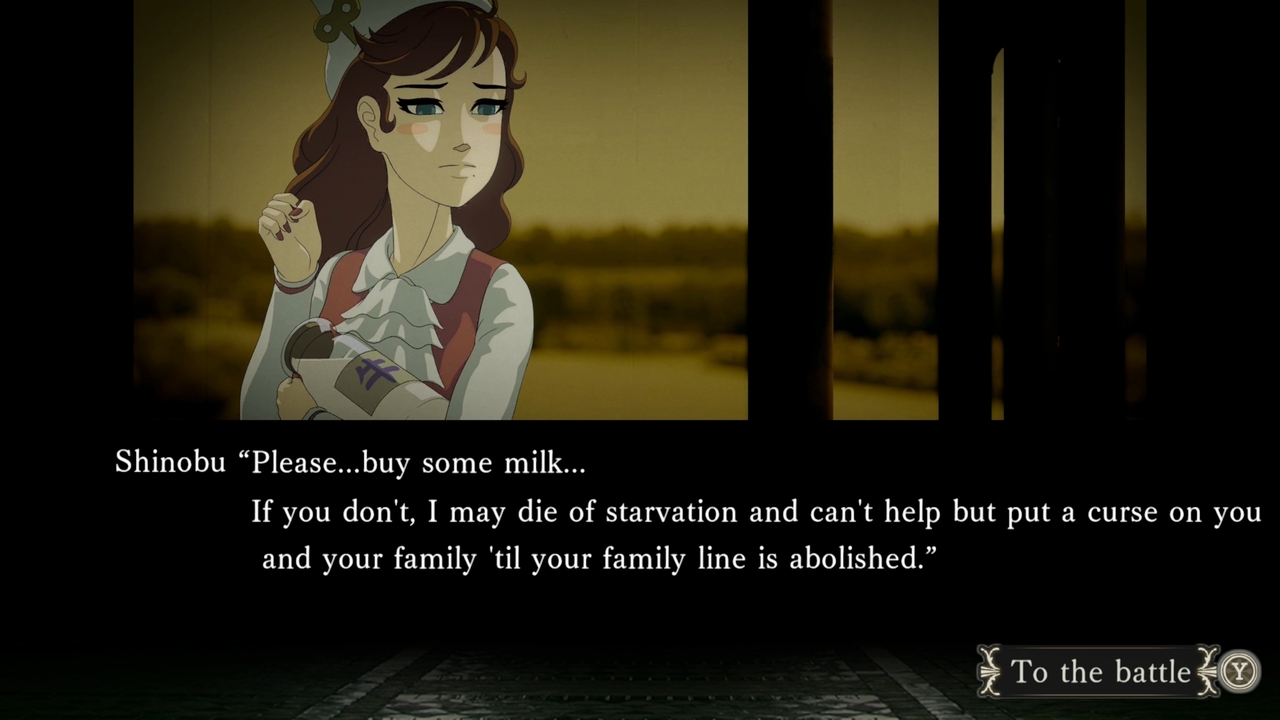 牛
Shinobu “Please...buy some milk...
If you don't, I may die of starvation and can't help but put a curse on you
and your family 'til your family line is abolished.”
To the battle Y